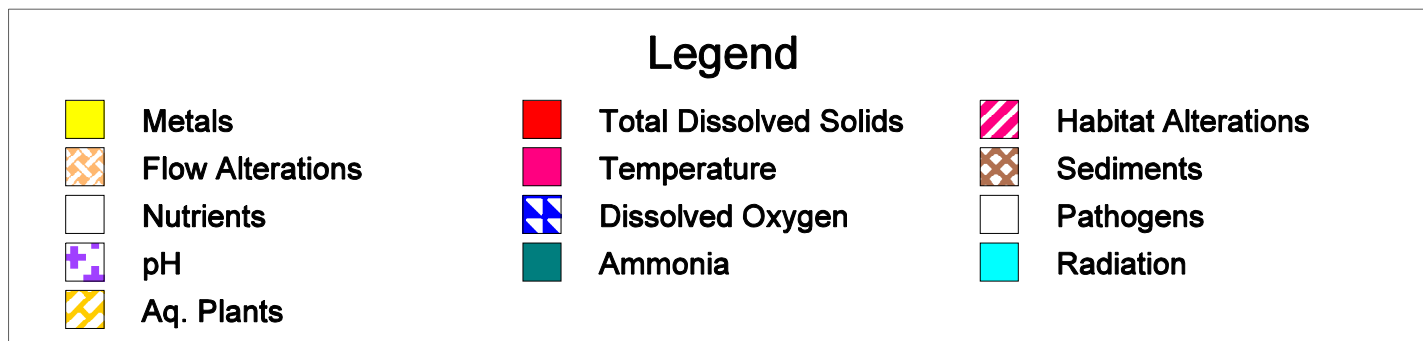 Legend
Metals
Flow Alterations
Nutrients
pH
Aq. Plants
Total Dissolved Solids
Temperature
Dissolved Oxygen
Ammonia
Habitat Alterations
Sediments
Pathogens
Radiation